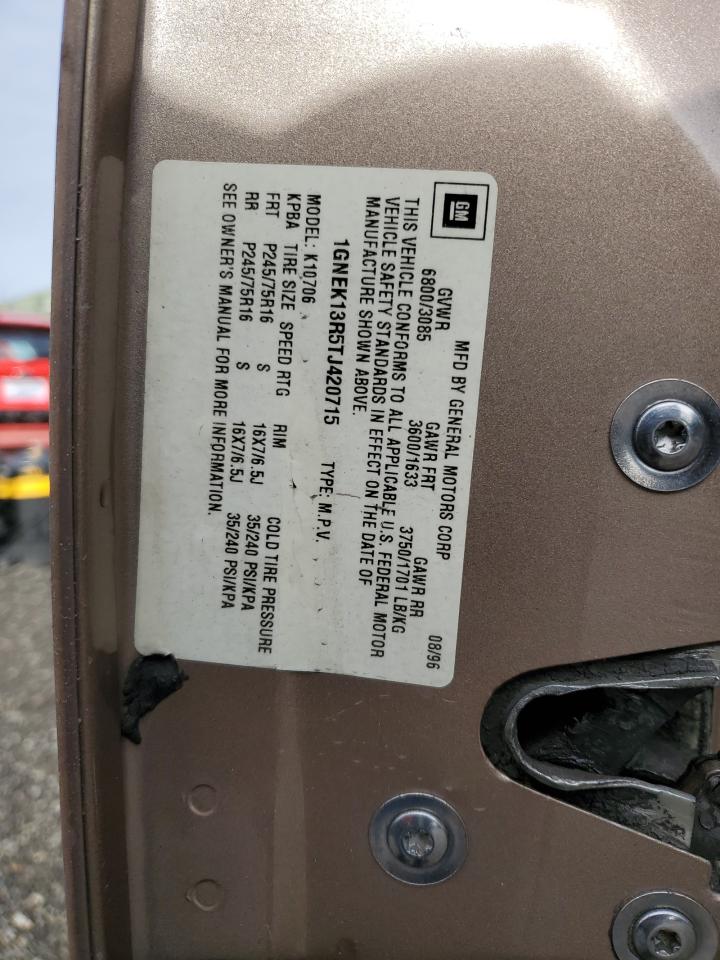 GM
MFD BY GENERAL MOTORS CORP 08/96
GVWR GAWR FRT GAWR RR
6800/3085 3600/1633 3750/1701 LB/KG
THIS VEHICLE CONFORMS TO ALL APPLICABLE U.S. FEDERAL MOTOR
VEHICLE SAFETY STANDARDS IN EFFECT ON THE DATE OF
MANUFACTURE SHOWN ABOVE.
1GNEK13R5TJ420715 TYPE: M.P.V.
MODEL: K10706
KPBA TIRE SIZE SPEED RTG RIM COLD TIRE PRESSURE
FRT P245/75R16 S 16X7/6.5J 35/240 PSI/KPA
RR P245/75R16 S 16X7/6.5J 35/240 PSI/KPA
SEE OWNER'S MANUAL FOR MORE INFORMATION.